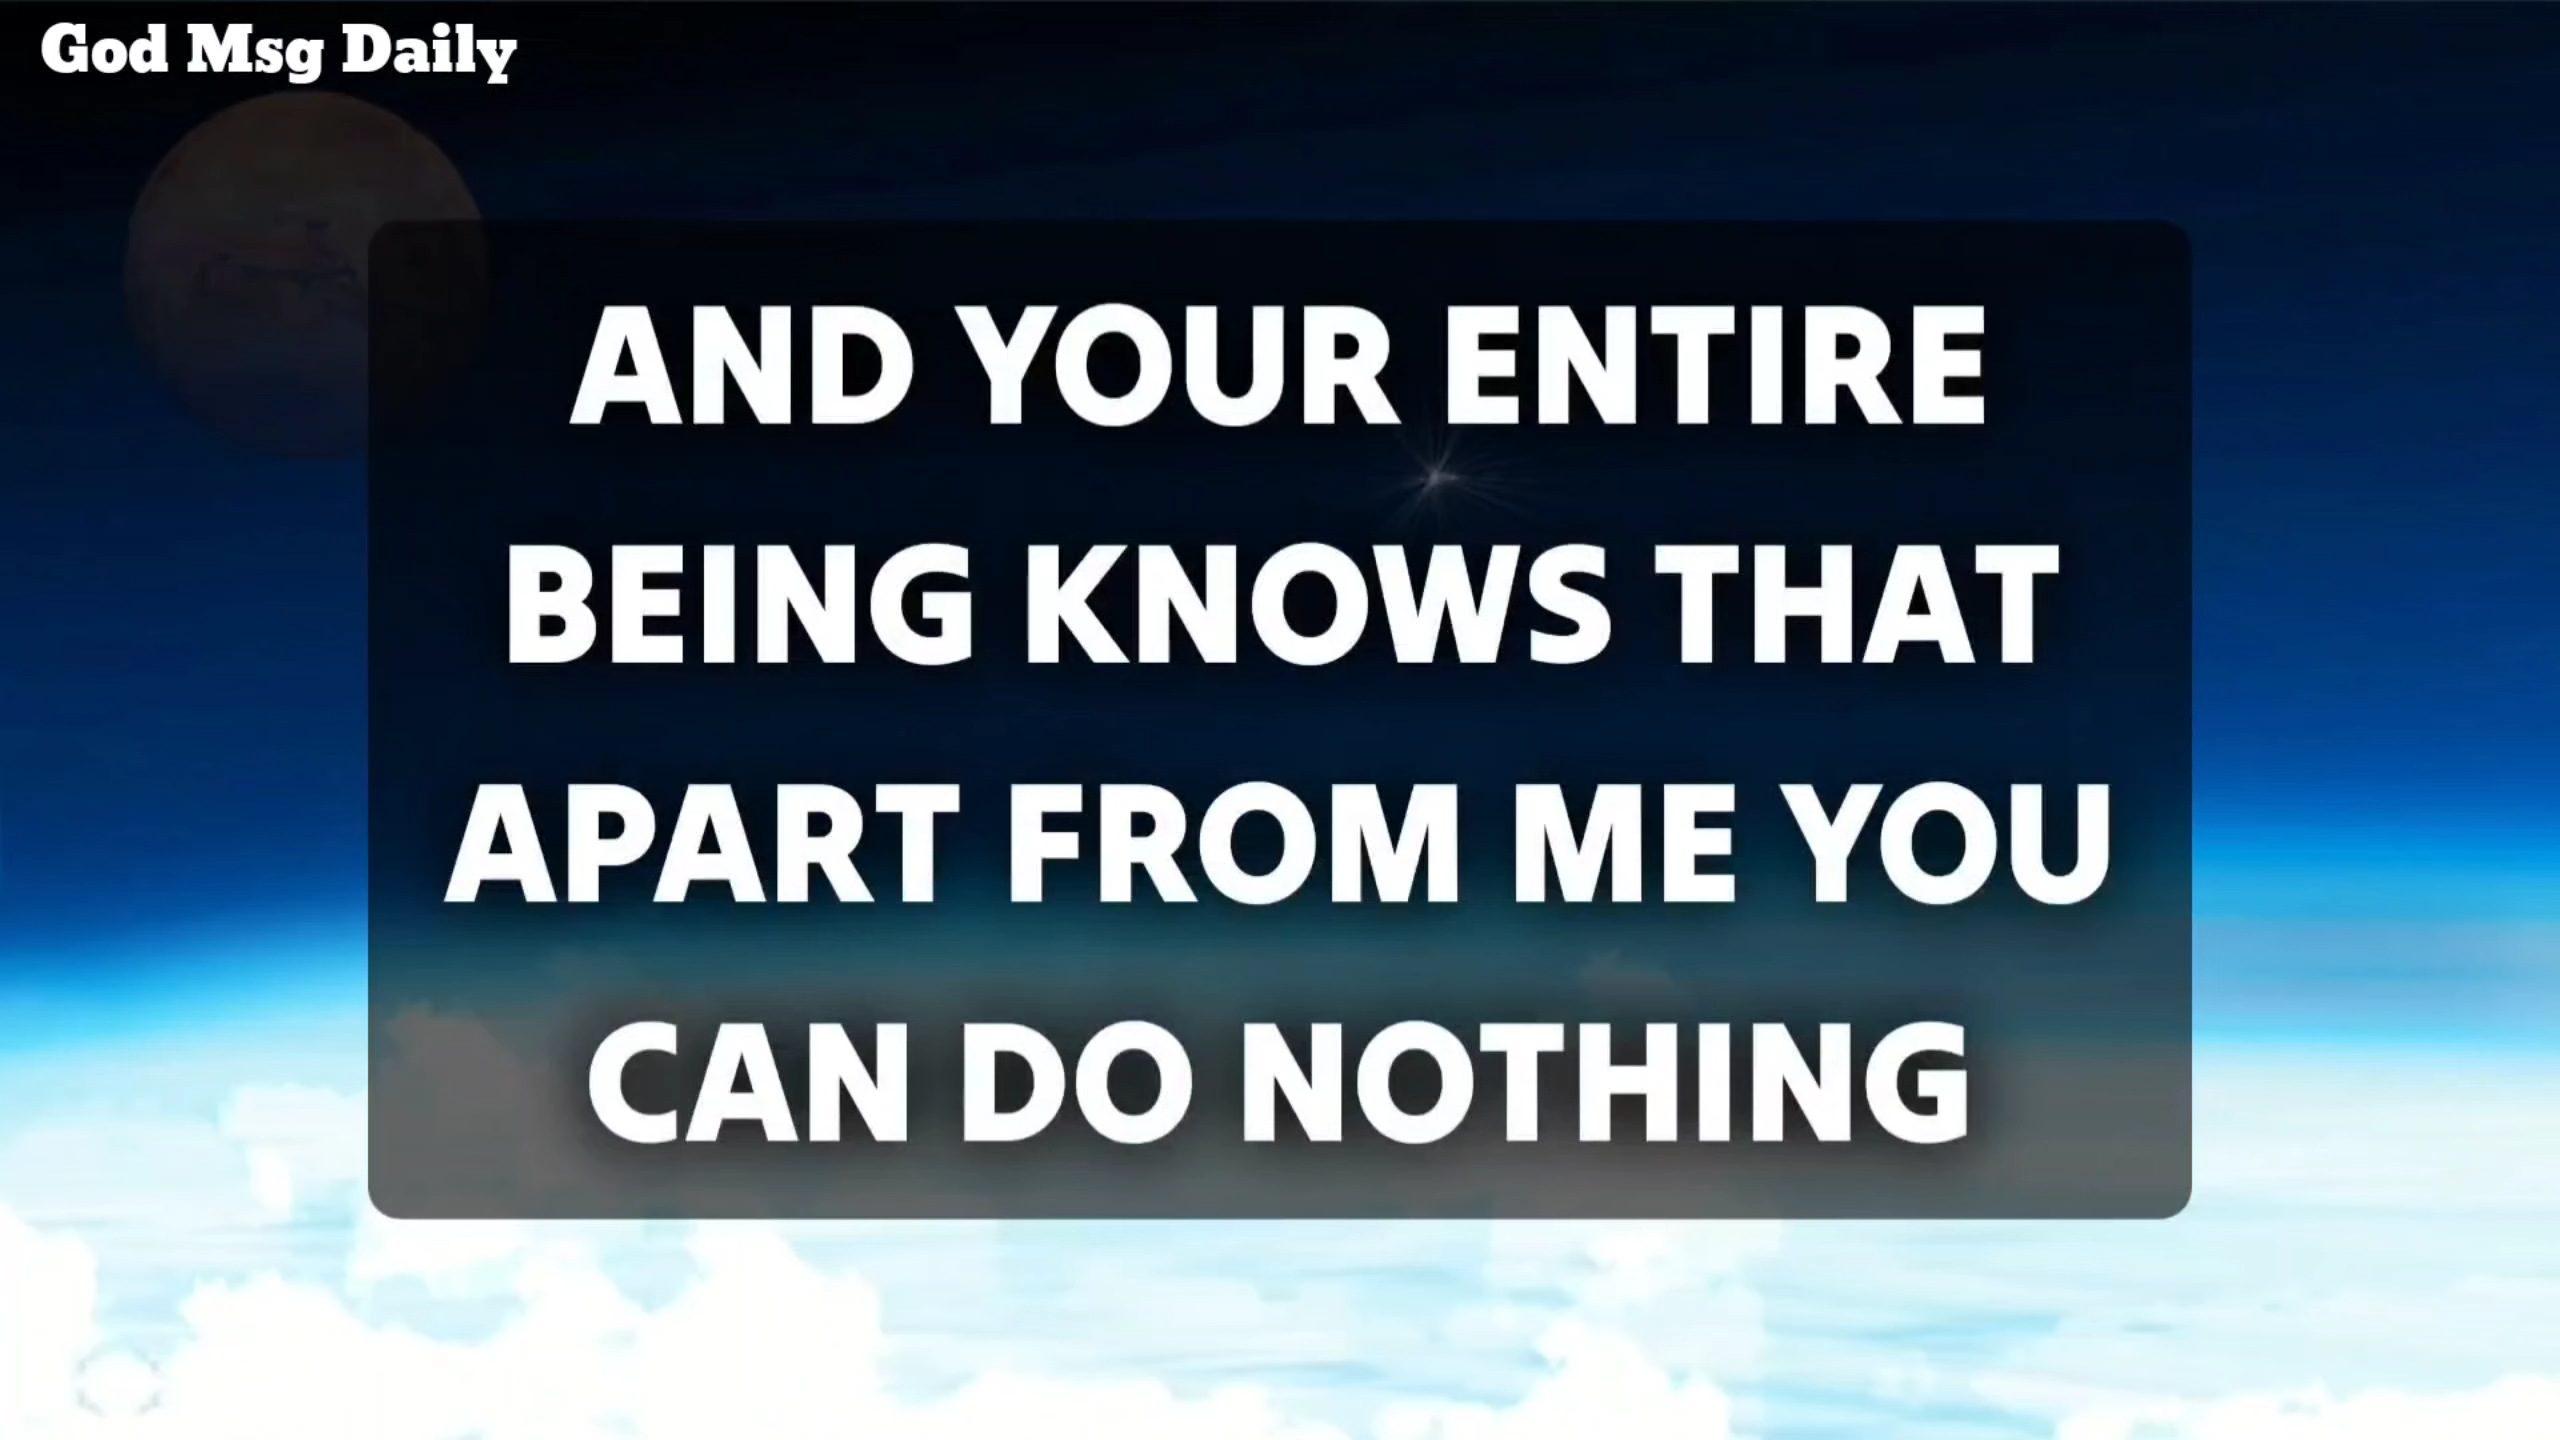 God Msg Daily
AND YOUR ENTIRE
BEING KNOWS THAT
APART FROM ME YOU
CAN DO NOTHING